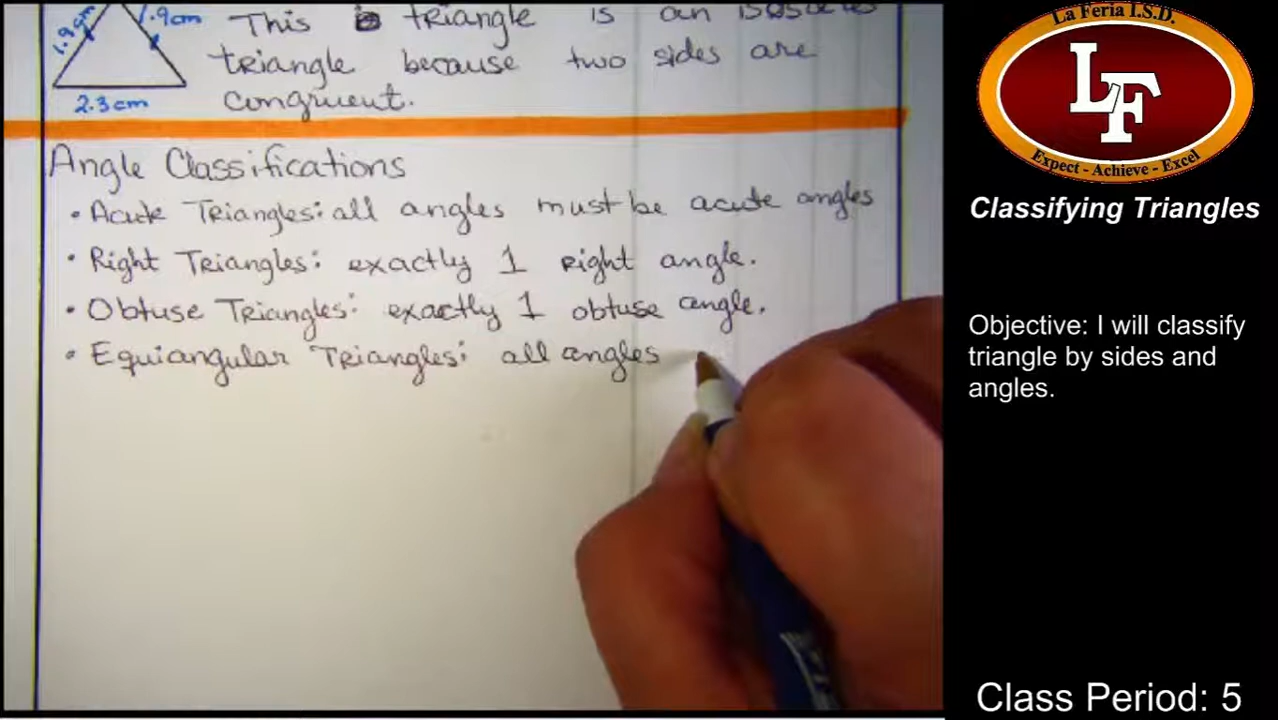 1.9cm
1.9cm
2.3cm
This triangle is an isosceles
triangle because two sides are
congruent.
Angle Classifications
• Acute Triangles: all angles must be acute angles
• Right Triangles: exactly 1 right angle.
• Obtuse Triangles: exactly 1 obtuse angle.
• Equiangular Triangles: all angles
La Feria I.S.D.
LF
Expect - Achieve - Excel
Classifying Triangles
Objective: I will classify
triangle by sides and
angles.
Class Period: 5